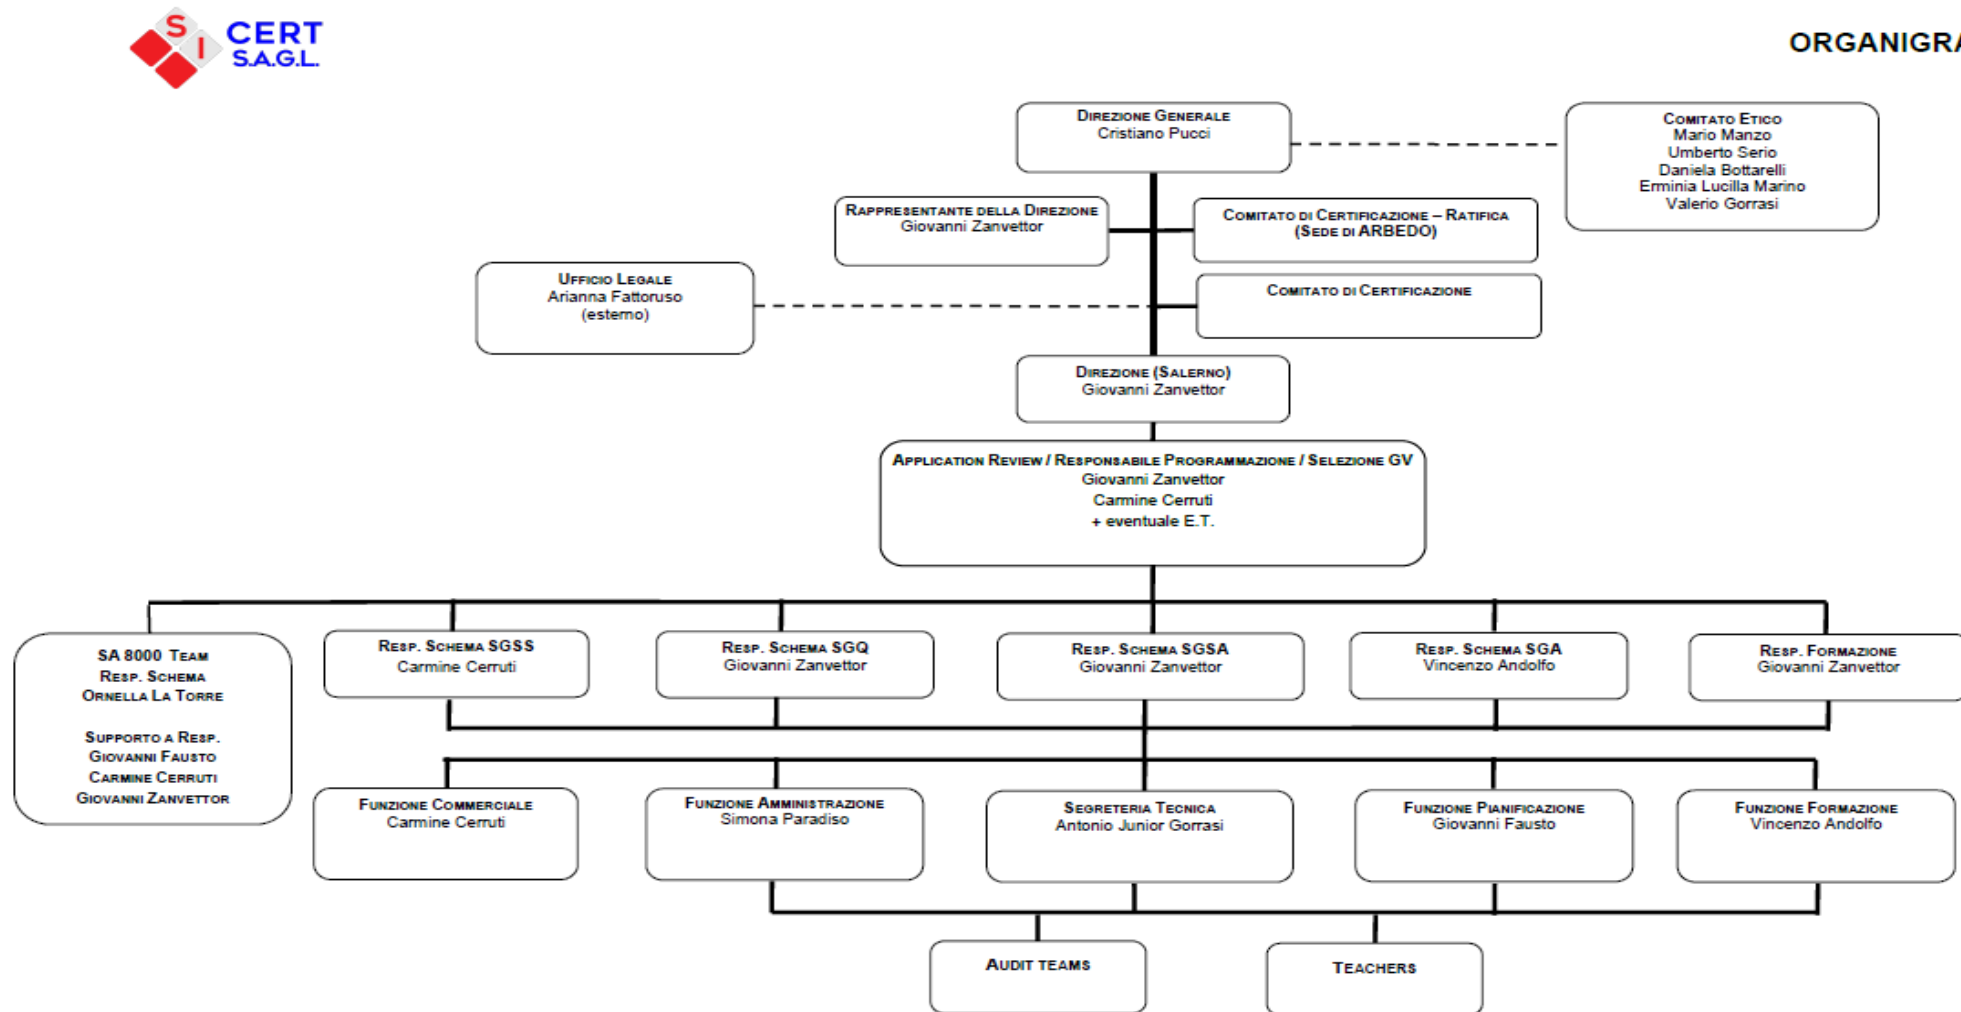 S I CERT
S.A.G.L.
ORGANIGRA
DIREZIONE GENERALE
Cristiano Pucci
COMITATO ETICO
Mario Manzo
Umberto Serio
Daniela Bottarelli
Erminia Lucilla Marino
Valerio Gorrasi
RAPPRESENTANTE DELLA DIREZIONE
Giovanni Zanvettor
COMITATO DI CERTIFICAZIONE – RATIFICA
(SEDE DI ARBEDO)
UFFICIO LEGALE
Arianna Fattoruso
(esterno)
COMITATO DI CERTIFICAZIONE
DIREZIONE (SALERNO)
Giovanni Zanvettor
APPLICATION REVIEW / RESPONSABILE PROGRAMMAZIONE / SELEZIONE GV
Giovanni Zanvettor
Carmine Cerruti
+ eventuale E.T.
SA 8000 TEAM
RESP. SCHEMA
ORNELLA LA TORRE
SUPPORTO A RESP.
GIOVANNI FAUSTO
CARMINE CERRUTI
GIOVANNI ZANVETTOR
RESP. SCHEMA SGSS
Carmine Cerruti
RESP. SCHEMA SGQ
Giovanni Zanvettor
RESP. SCHEMA SGSA
Giovanni Zanvettor
RESP. SCHEMA SGA
Vincenzo Andolfo
RESP. FORMAZIONE
Giovanni Zanvettor
FUNZIONE COMMERCIALE
Carmine Cerruti
FUNZIONE AMMINISTRAZIONE
Simona Paradiso
SEGRETERIA TECNICA
Antonio Junior Gorrasi
FUNZIONE PIANIFICAZIONE
Giovanni Fausto
FUNZIONE FORMAZIONE
Vincenzo Andolfo
AUDIT TEAMS
TEACHERS